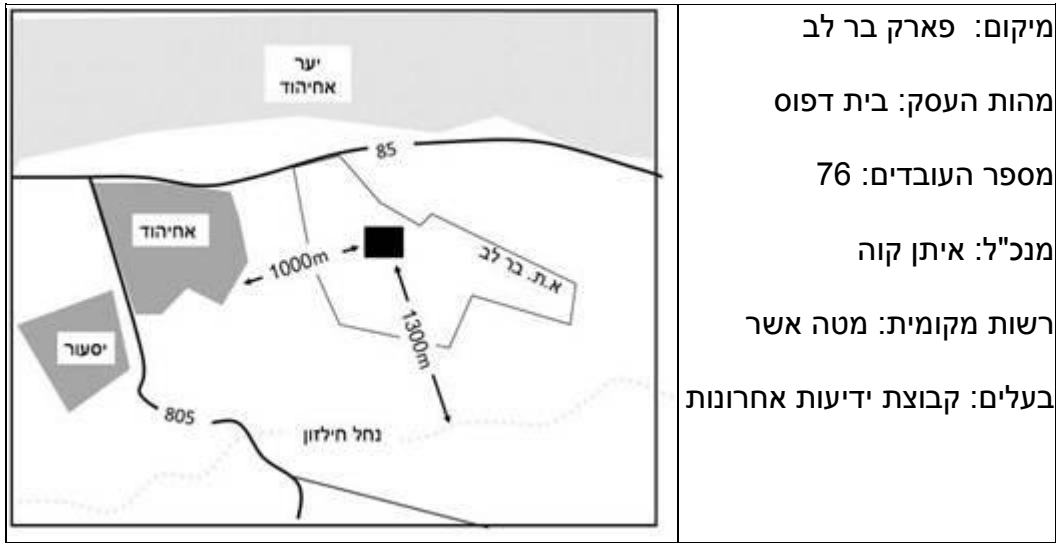 מיקום: פארק בר לב
מהות העסק: בית דפוס
מספר העובדים: 76
מנכ"ל: איתן קוה
רשות מקומית: מטה אשר
בעלים: קבוצת ידיעות אחרונות
יער
אחיהוד
85
אחיהוד
1000m
א.ת. בר לב
1300m
יסעור
805
נחל חילזון